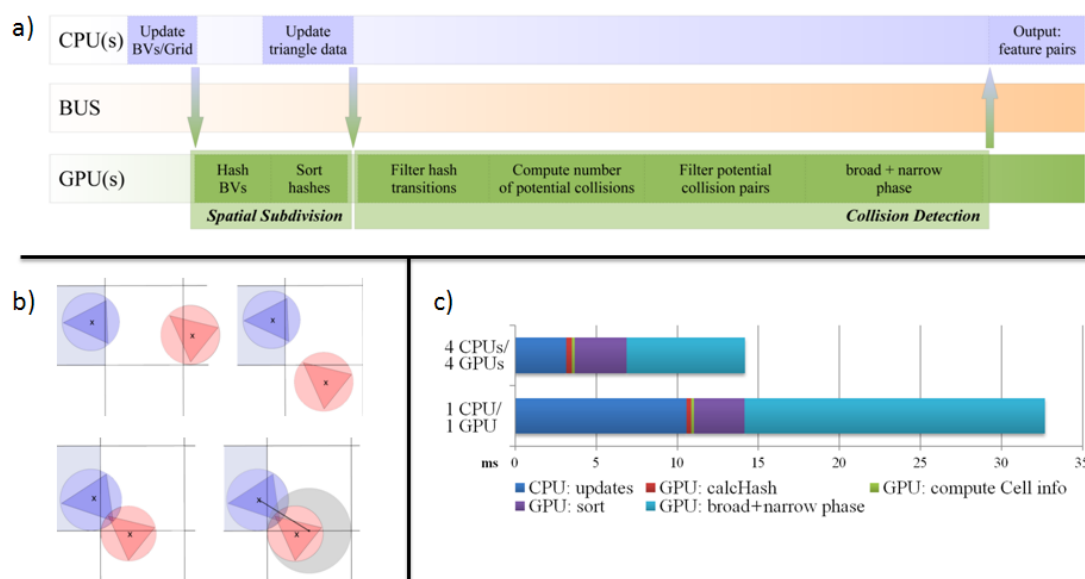 a)
CPU(s)
Update
BVs/Grid
Update
triangle data
Output:
feature pairs
BUS
GPU(s)
Hash
BVs
Sort
hashes
Filter hash
transitions
Compute number
of potential collisions
Filter potential
collision pairs
broad + narrow
phase
Spatial Subdivision
Collision Detection
b)
x
x
x
x
x
x
x
x
c)
4 CPUs/
4 GPUs
1 CPU/
1 GPU
ms 0 5 10 15 20 25 30 35
CPU: updates GPU: calcHash GPU: compute Cell info
GPU: sort GPU: broad+narrow phase